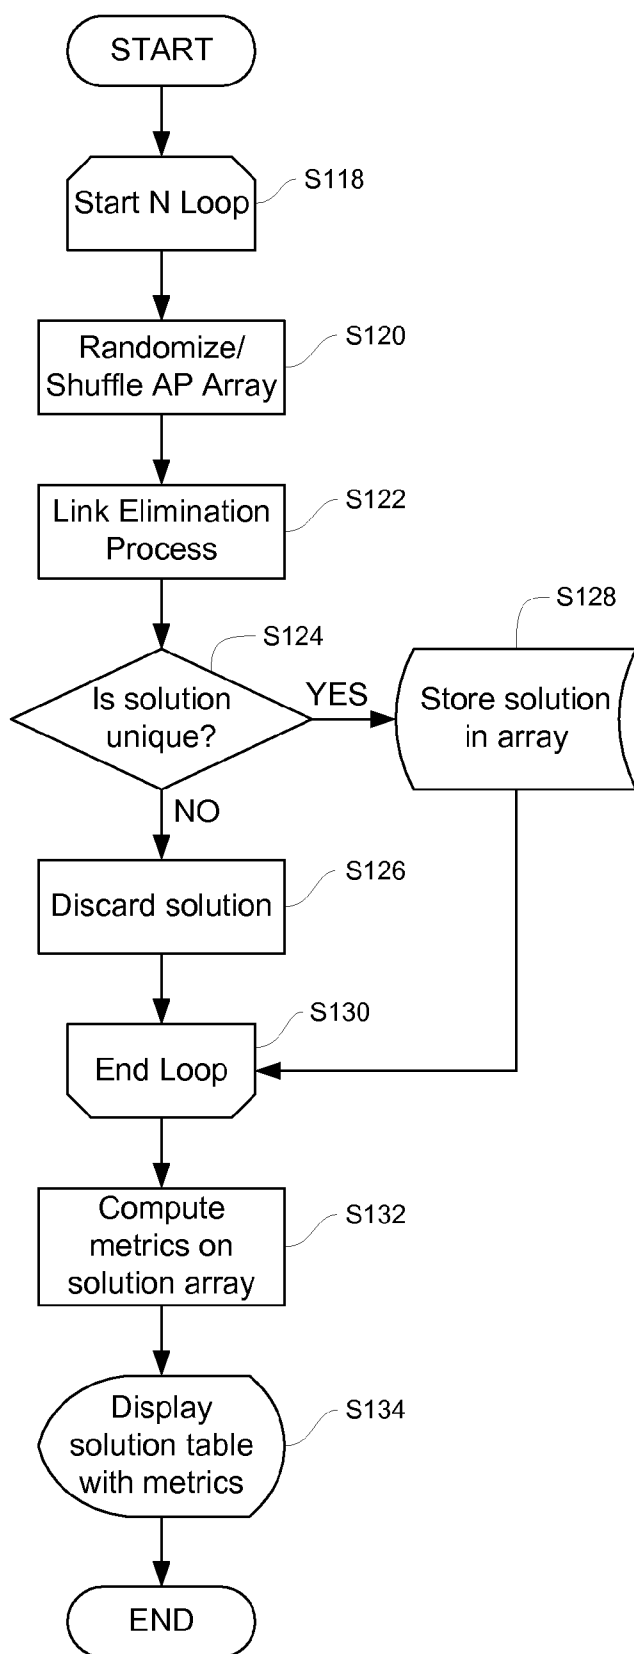 START
Start N Loop
S118
Randomize/
Shuffle AP Array
S120
Link Elimination
Process
S122
Is solution
unique?
S124
YES
Store solution
in array
S128
NO
Discard solution
S126
End Loop
S130
Compute
metrics on
solution array
S132
Display
solution table
with metrics
S134
END